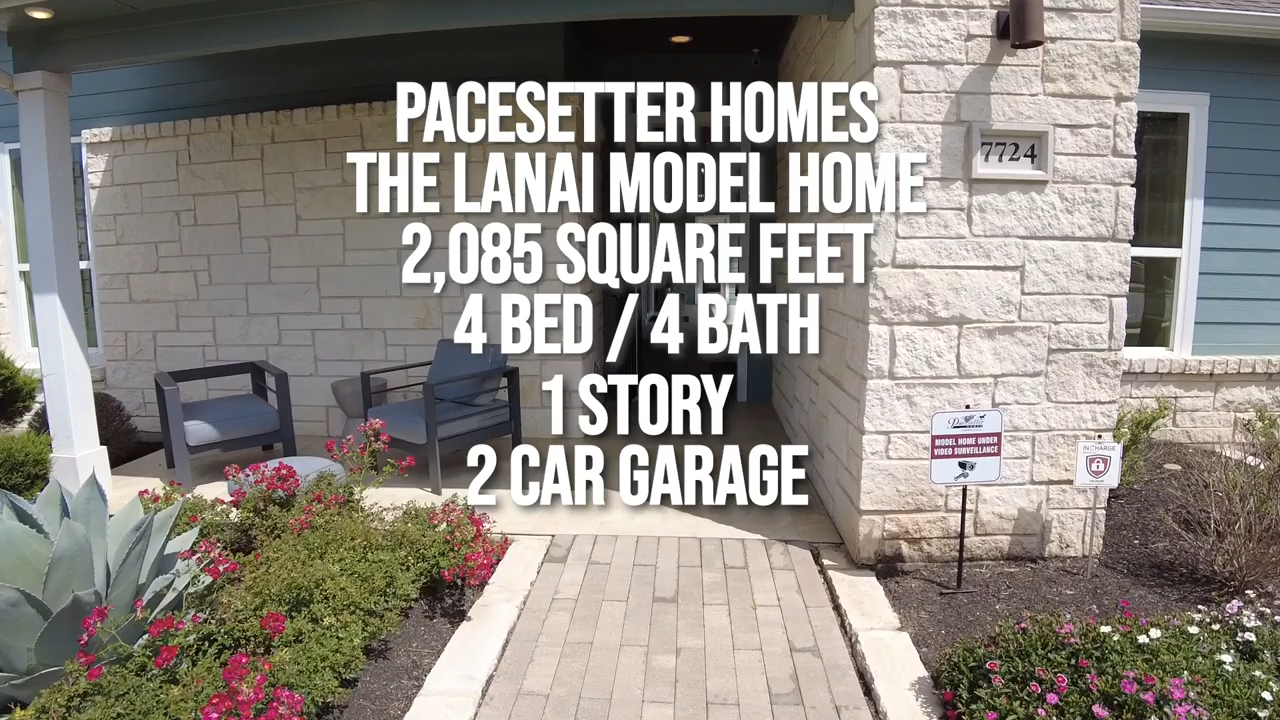 PACESETTER HOMES
THE LANAI MODEL HOME
2,085 SQUARE FEET
4 BED / 4 BATH
1 STORY
2 CAR GARAGE
7724
Pacesetter
MODEL HOME UNDER
VIDEO SURVEILLANCE
INCHARGE